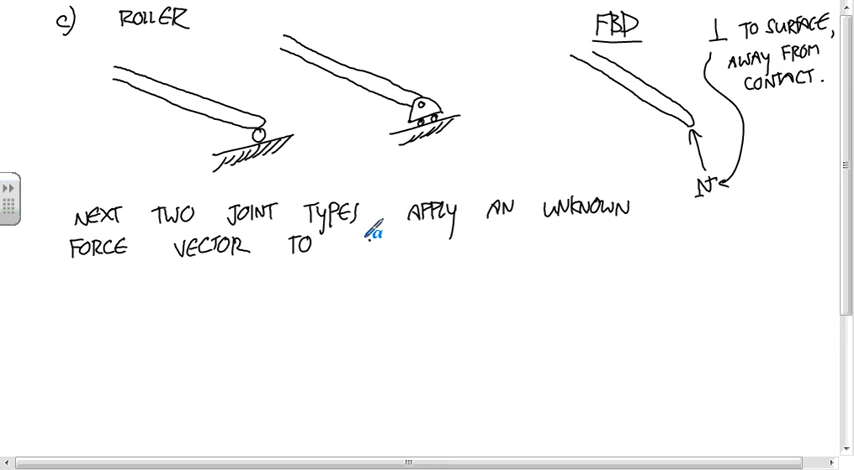 c) ROLLER
FBD
⊥ TO SURFACE,
AWAY FROM
CONTACT.
N
NEXT TWO JOINT TYPES APPLY AN UNKNOWN
FORCE VECTOR TO